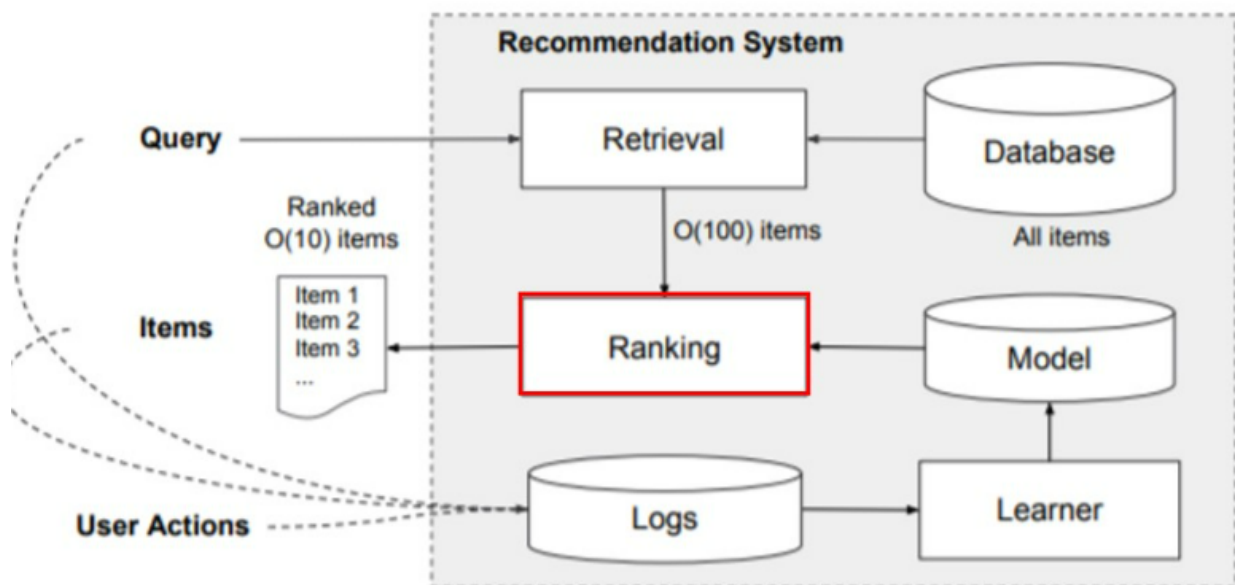 Recommendation System
Query
Retrieval
Database
Ranked
O(10) items
O(100) items
All items
Items
Item 1
Item 2
Item 3
...
Ranking
Model
User Actions
Logs
Learner